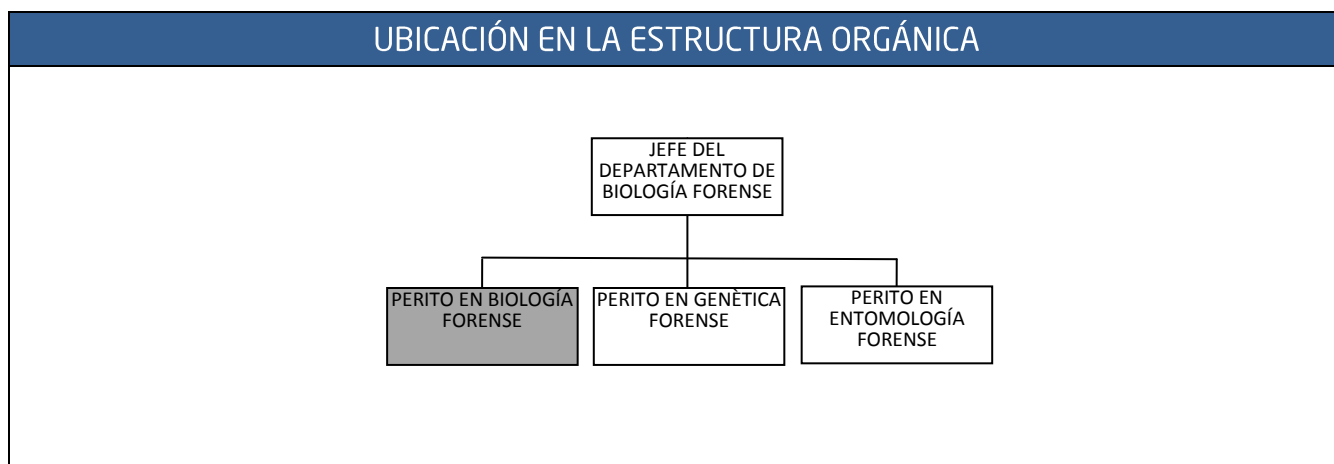 UBICACIÓN EN LA ESTRUCTURA ORGÁNICA
JEFE DEL
DEPARTAMENTO DE
BIOLOGÍA FORENSE
PERITO EN BIOLOGÍA
FORENSE
PERITO EN GENÈTICA
FORENSE
PERITO EN
ENTOMOLOGÍA
FORENSE